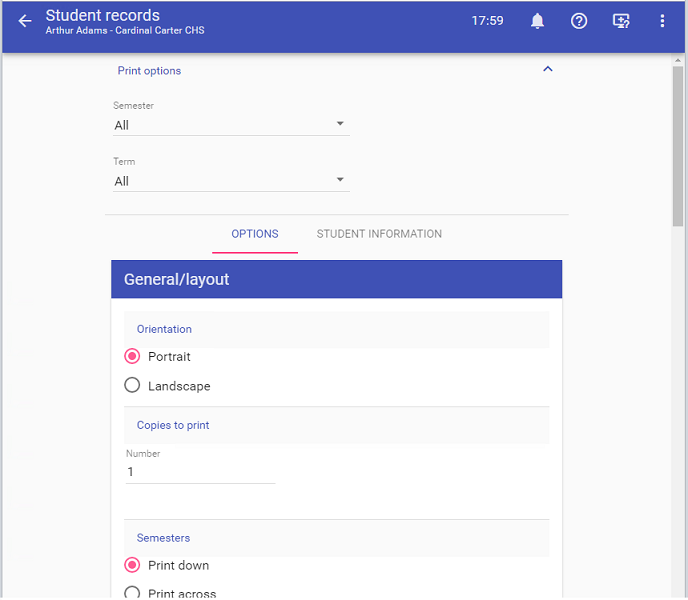 Student records
Arthur Adams - Cardinal Carter CHS
17:59
Print options
Semester
All
Term
All
OPTIONS
STUDENT INFORMATION
General/layout
Orientation
Portrait
Landscape
Copies to print
Number
1
Semesters
Print down
Print across